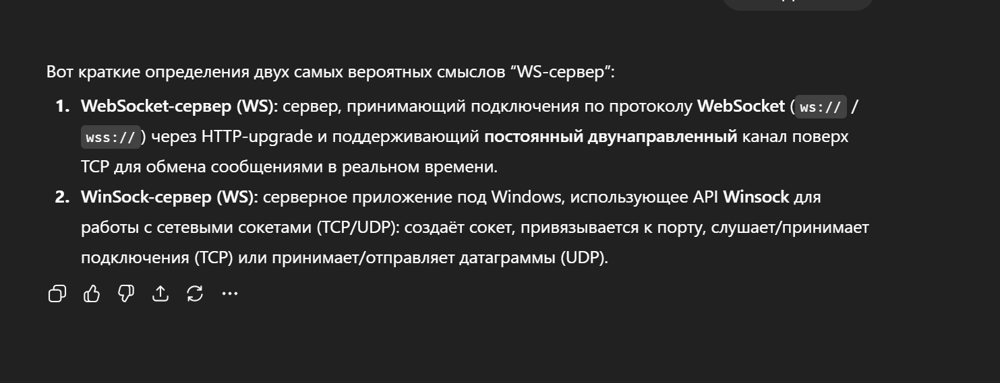 Вот краткие определения двух самых вероятных смыслов “WS-сервер”:
1. WebSocket-сервер (WS): сервер, принимающий подключения по протоколу WebSocket (ws:// /
wss://) через HTTP-upgrade и поддерживающий постоянный двунаправленный канал поверх
TCP для обмена сообщениями в реальном времени.
2. WinSock-сервер (WS): серверное приложение под Windows, использующее API Winsock для
работы с сетевыми сокетами (TCP/UDP): создаёт сокет, привязывается к порту, слушает/принимает
подключения (TCP) или принимает/отправляет датаграммы (UDP).